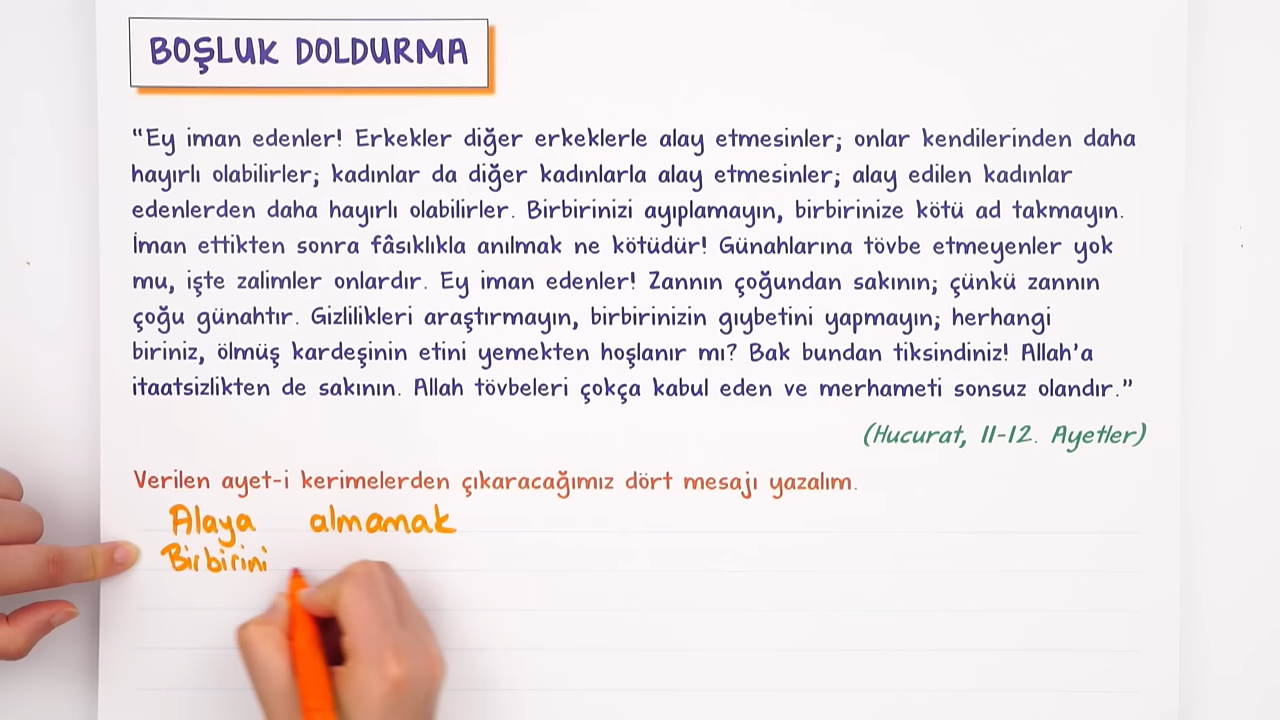 BOŞLUK DOLDURMA
“Ey iman edenler! Erkekler diğer erkeklerle alay etmesinler; onlar kendilerinden daha
hayırlı olabilirler; kadınlar da diğer kadınlarla alay etmesinler; alay edilen kadınlar
edenlerden daha hayırlı olabilirler. Birbirinizi ayıplamayın, birbirinize kötü ad takmayın.
İman ettikten sonra fâsıklıkla anılmak ne kötüdür! Günahlarına tövbe etmeyenler yok
mu, işte zalimler onlardır. Ey iman edenler! Zannın çoğundan sakının; çünkü zannın
çoğu günahtır. Gizlilikleri araştırmayın, birbirinizin gıybetini yapmayın; herhangi
biriniz, ölmüş kardeşinin etini yemekten hoşlanır mı? Bak bundan tiksindiniz! Allah’a
itaatsizlikten de sakının. Allah tövbeleri çokça kabul eden ve merhameti sonsuz olandır.”
(Hucurat, 11-12. Ayetler)
Verilen ayet-i kerimelerden çıkaracağımız dört mesajı yazalım.
Alaya almamak
Birbirini